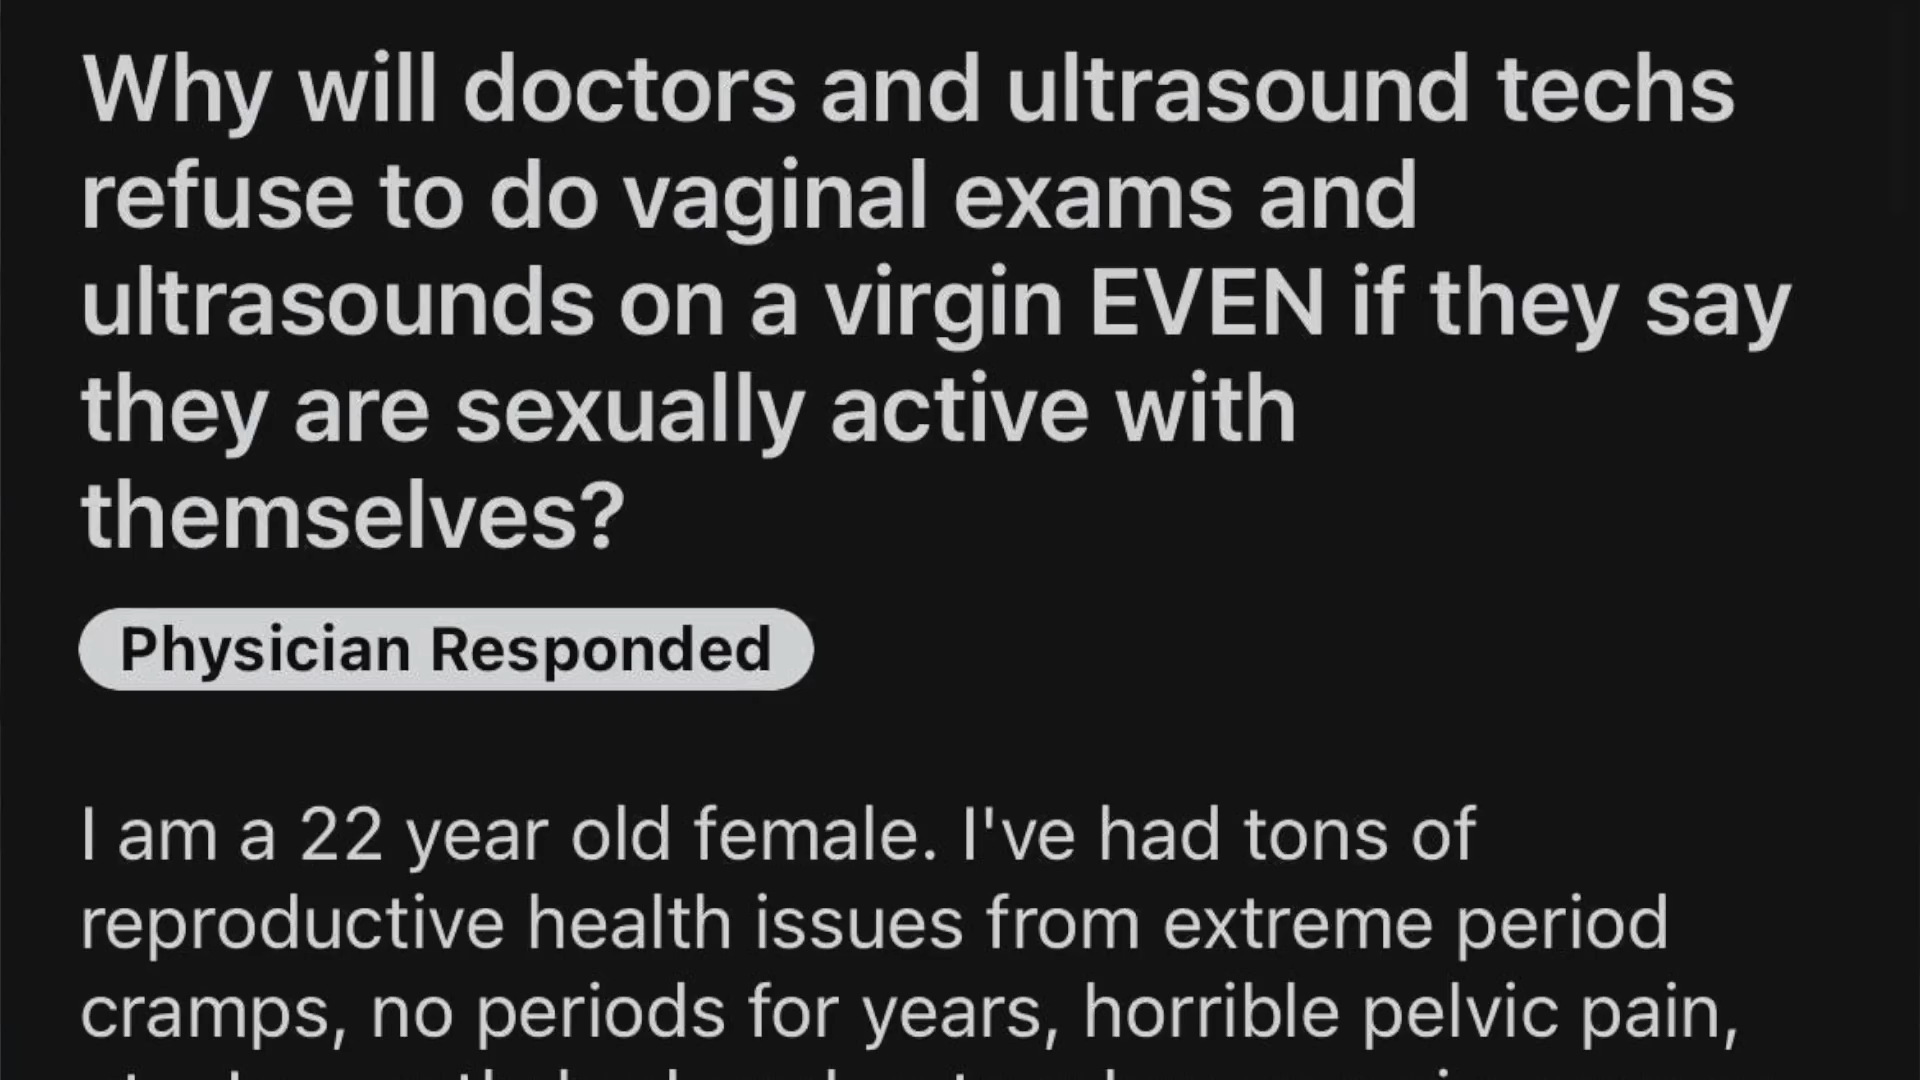 Why will doctors and ultrasound techs
refuse to do vaginal exams and
ultrasounds on a virgin EVEN if they say
they are sexually active with
themselves?
Physician Responded
I am a 22 year old female. I've had tons of
reproductive health issues from extreme period
cramps, no periods for years, horrible pelvic pain,